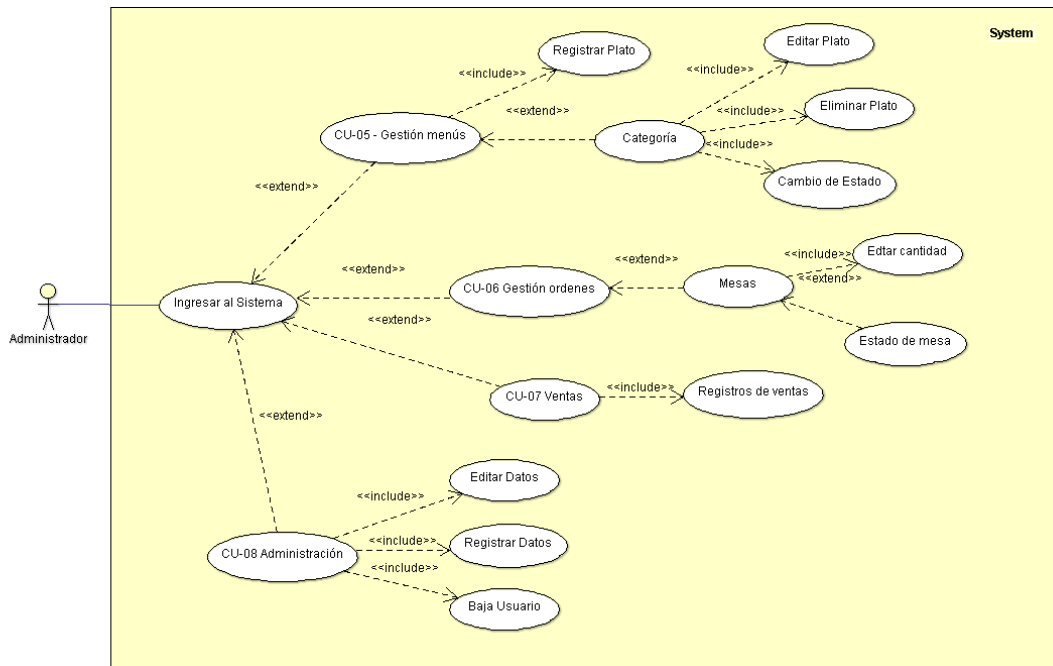 System
Registrar Plato
Editar Plato
<<include>>
<<include>>
<<extend>>
<<include>>
Eliminar Plato
CU-05 - Gestión menús
Categoría
<<include>>
Cambio de Estado
<<extend>>
Edtar cantidad
<<include>>
<<extend>>
<<extend>>
<<extend>>
CU-06 Gestión ordenes
Mesas
Ingresar al Sistema
<<extend>>
Administrador
Estado de mesa
CU-07 Ventas
<<include>>
Registros de ventas
<<extend>>
Editar Datos
<<include>>
<<include>>
Registrar Datos
CU-08 Administración
<<include>>
Baja Usuario